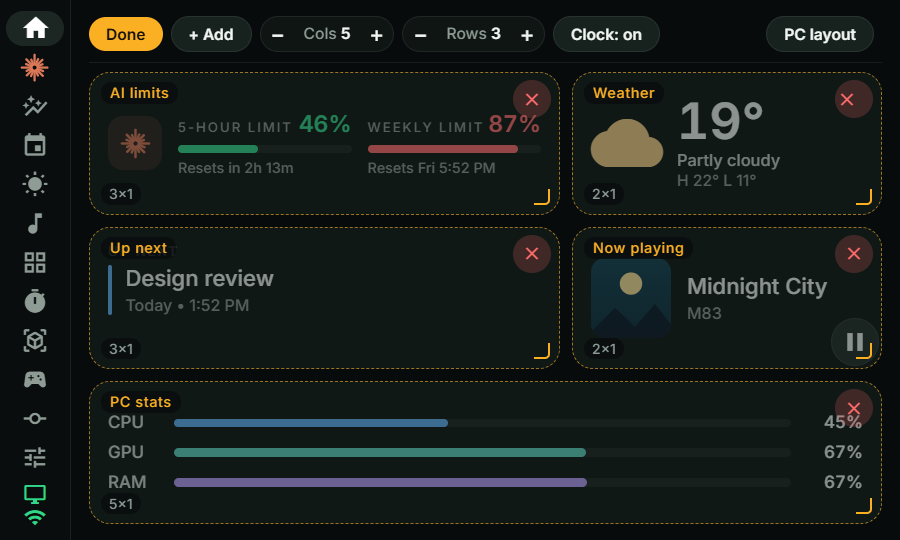 Done
+ Add
− Cols 5 +
− Rows 3 +
Clock: on
PC layout
AI limits
5-HOUR LIMIT 46%
Resets in 2h 13m
WEEKLY LIMIT 87%
Resets Fri 5:52 PM
3×1
Weather
19°
Partly cloudy
H 22° L 11°
2×1
Up next
Design review
Today • 1:52 PM
3×1
Now playing
Midnight City
M83
2×1
PC stats
CPU 45%
GPU 67%
RAM 67%
5×1